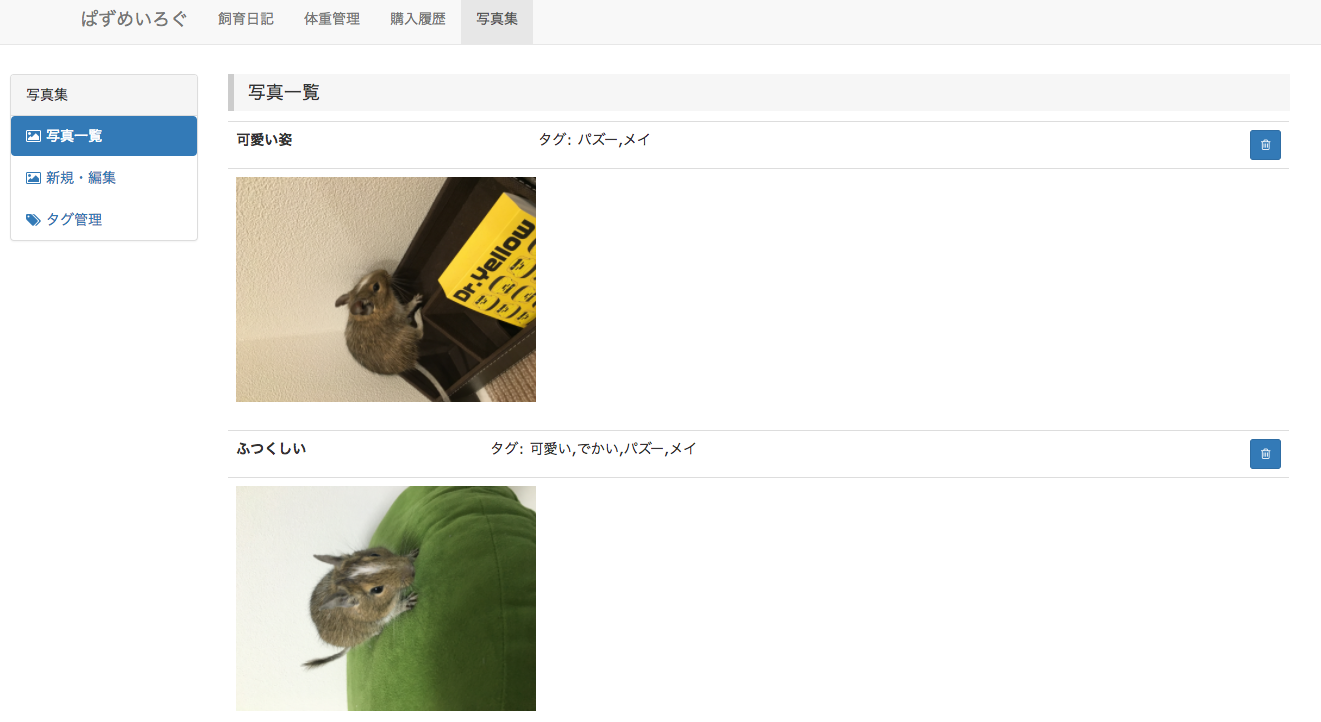 ぱずめいろぐ 飼育日記 体重管理 購入履歴 写真集
写真集
写真一覧
新規・編集
タグ管理
写真一覧
可愛い姿 タグ: パズー,メイ
Dr.Yellow
ふつくしい タグ: 可愛い,でかい,パズー,メイ